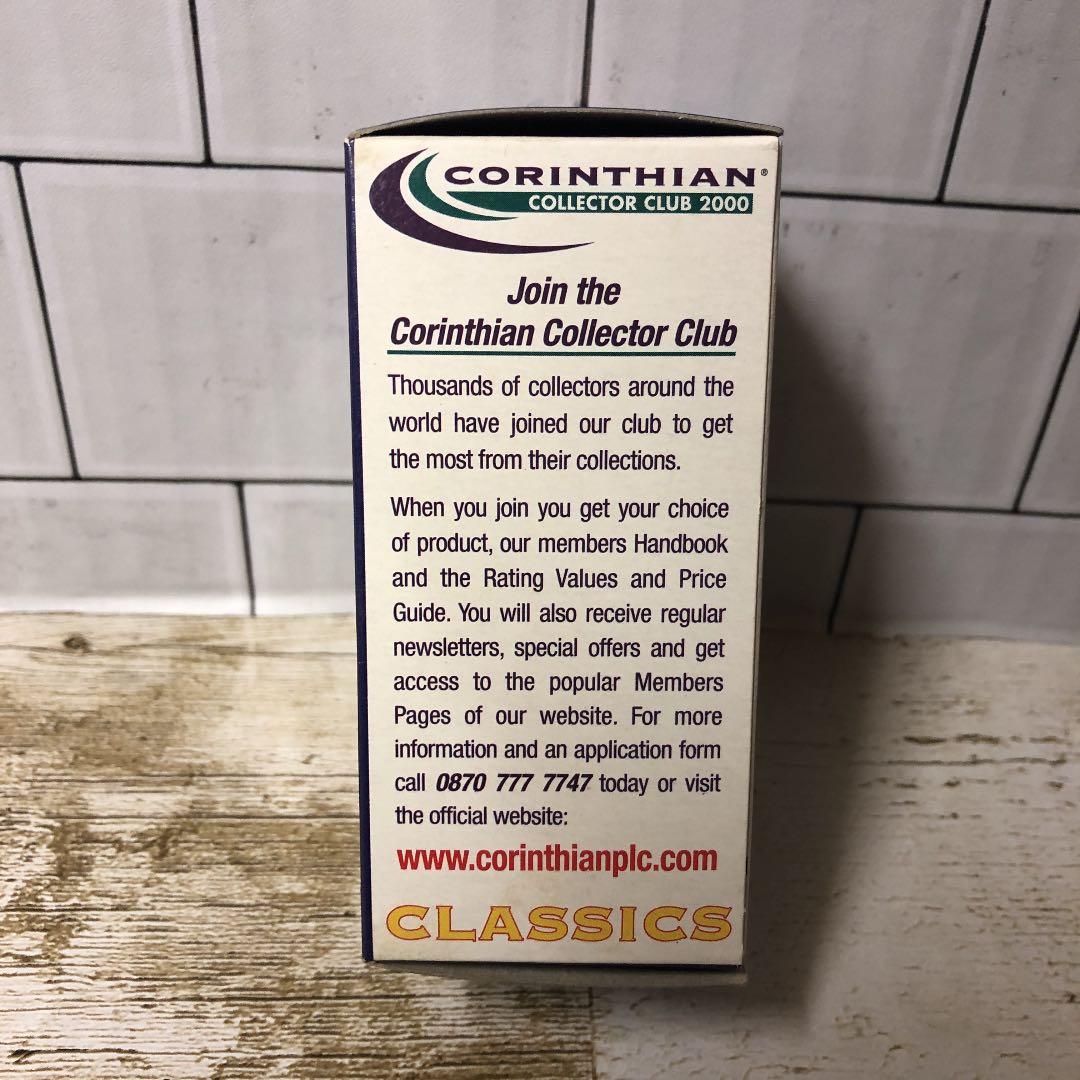 CORINTHIAN®
COLLECTOR CLUB 2000
Join the
Corinthian Collector Club
Thousands of collectors around the
world have joined our club to get
the most from their collections.
When you join you get your choice
of product, our members Handbook
and the Rating Values and Price
Guide. You will also receive regular
newsletters, special offers and get
access to the popular Members
Pages of our website. For more
information and an application form
call 0870 777 7747 today or visit
the official website:
www.corinthianplc.com
CLASSICS